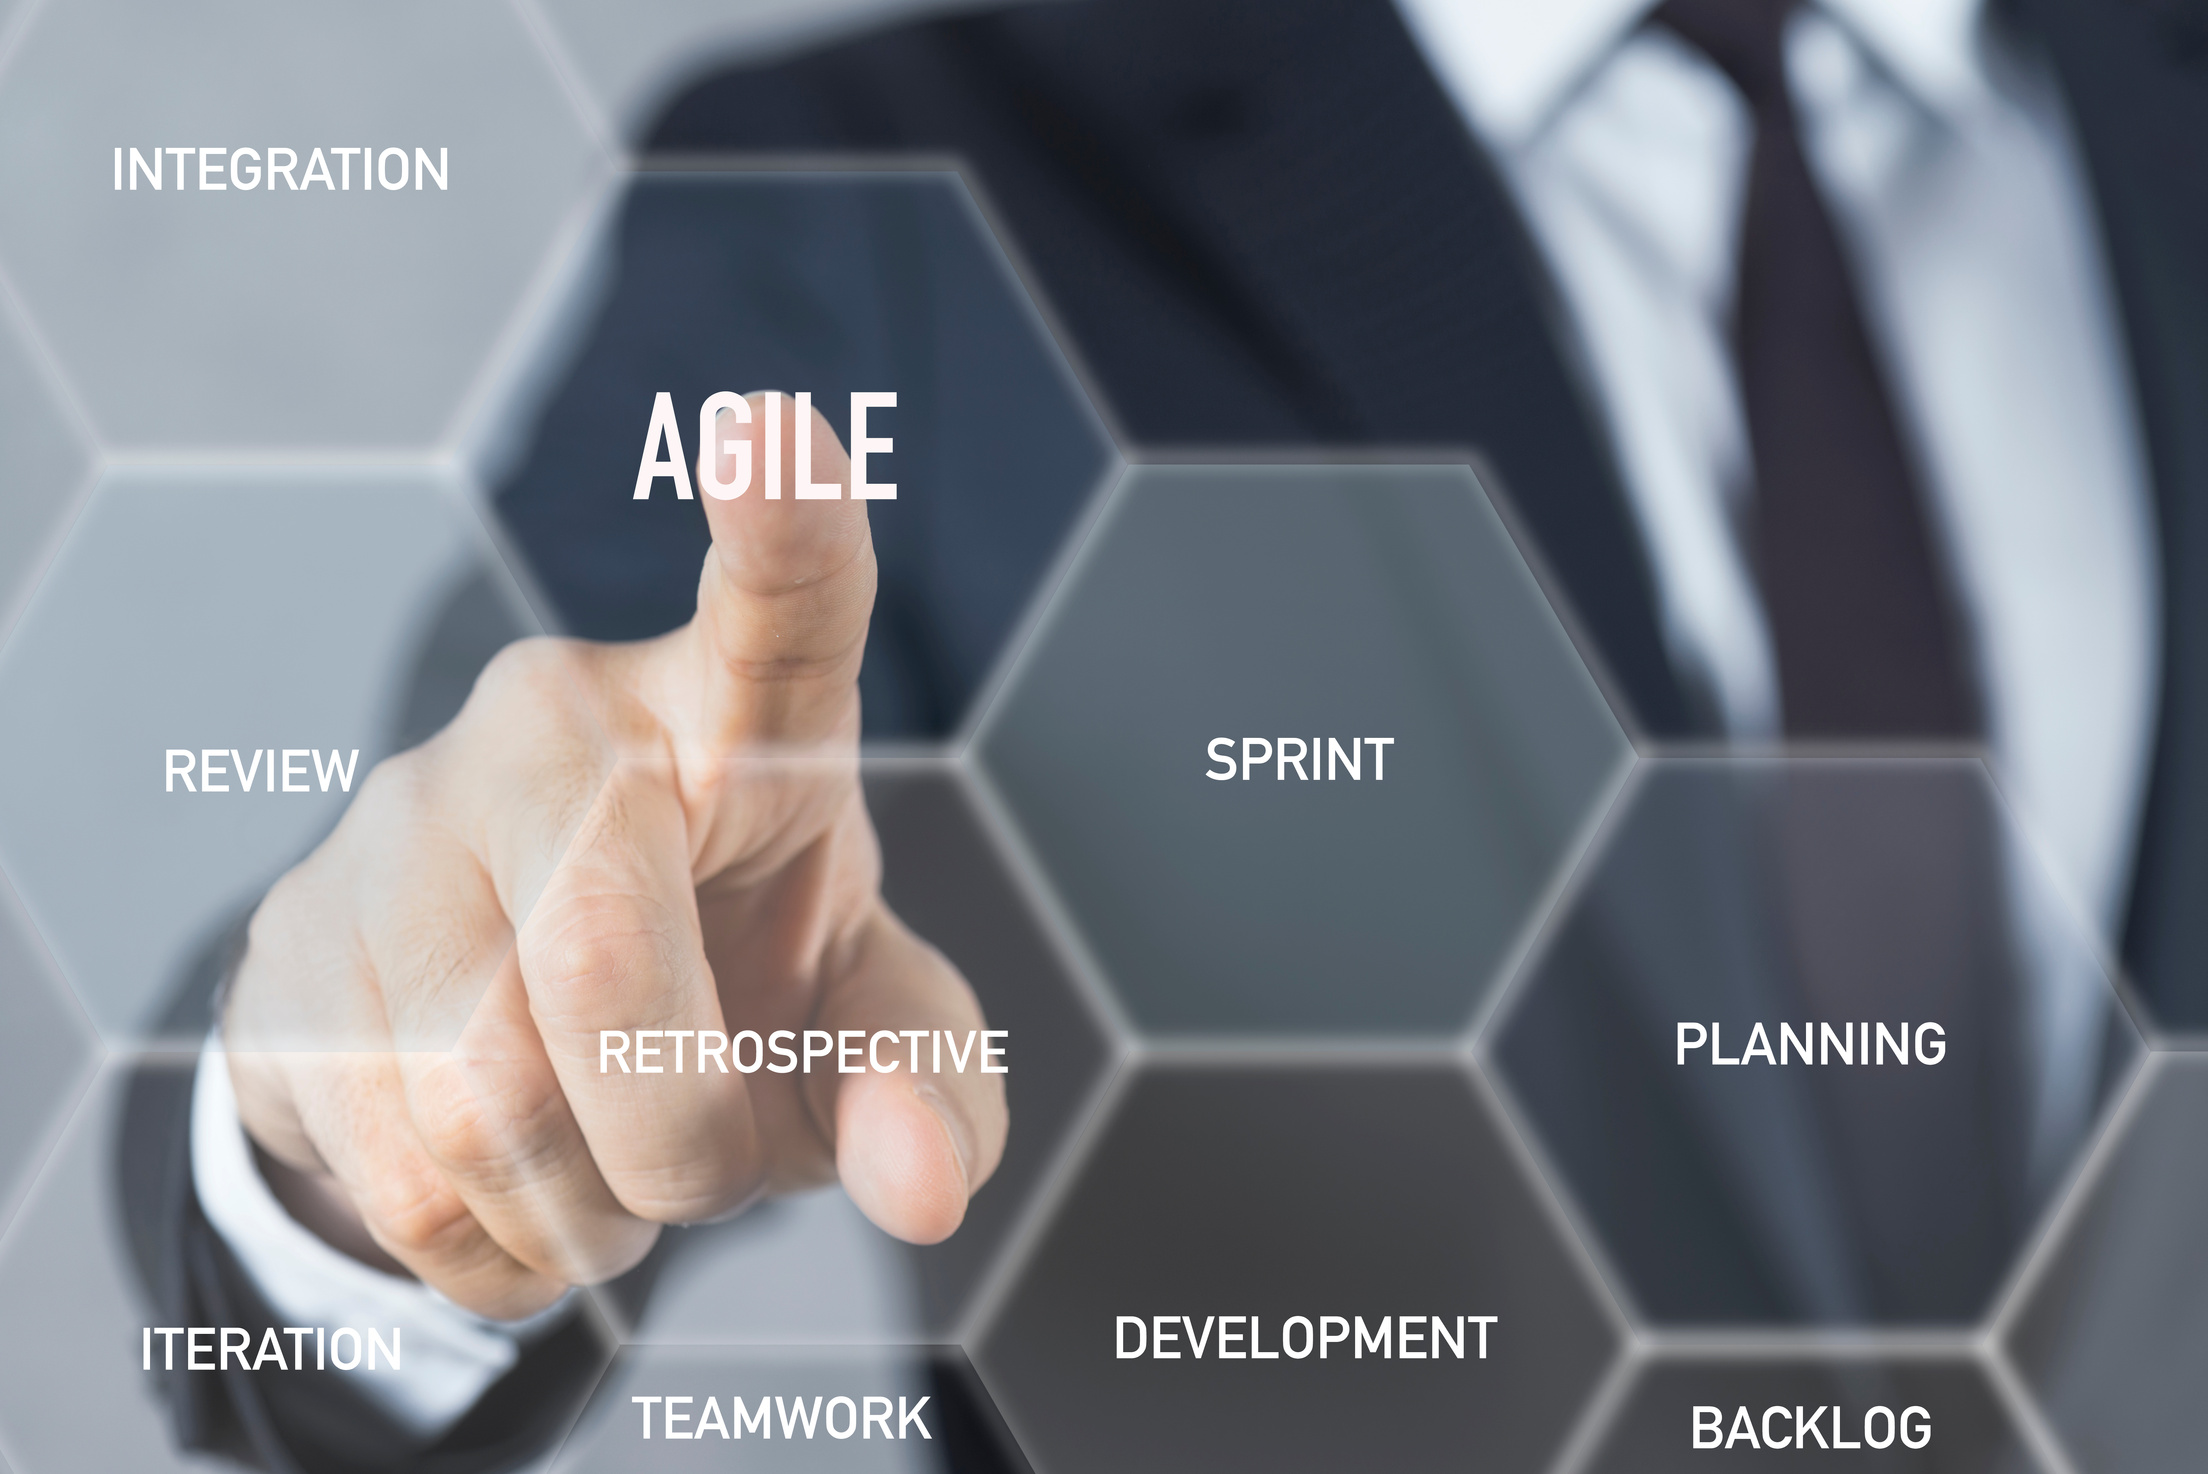 INTEGRATION
AGILE
REVIEW
SPRINT
RETROSPECTIVE
PLANNING
ITERATION
DEVELOPMENT
TEAMWORK
BACKLOG